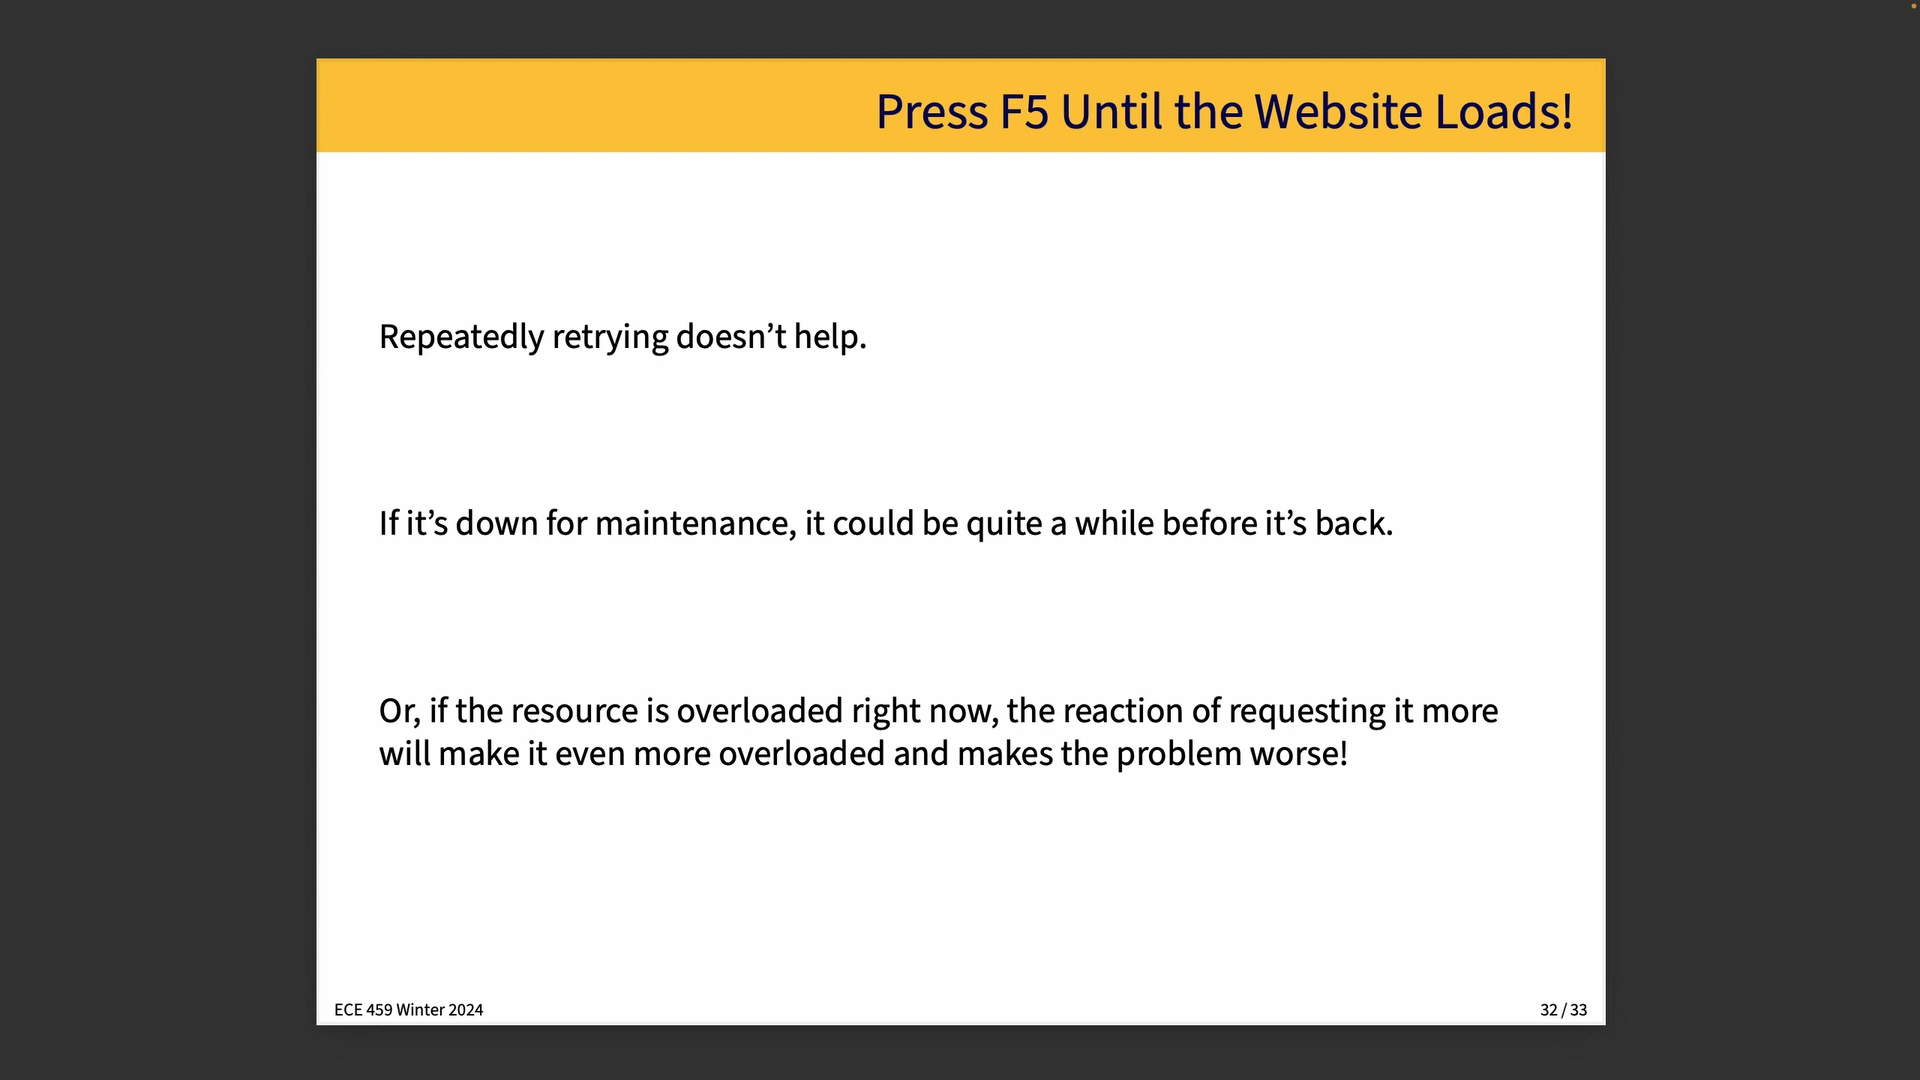 Press F5 Until the Website Loads!
Repeatedly retrying doesn’t help.
If it’s down for maintenance, it could be quite a while before it’s back.
Or, if the resource is overloaded right now, the reaction of requesting it more
will make it even more overloaded and makes the problem worse!
ECE 459 Winter 2024
32 / 33